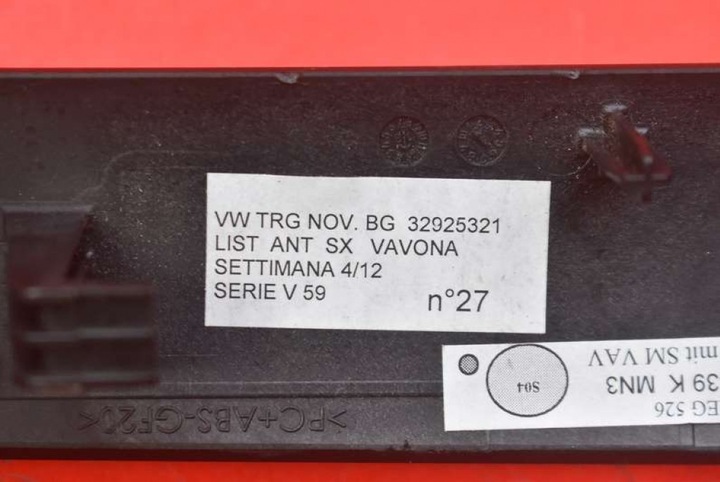 VW TRG NOV. BG 32925321
LIST ANT SX VAVONA
SETTIMANA 4/12
SERIE V 59
n°27
EG 526
39 K MN3
mit SM VAV
S04
>PC+ABS-GF20<